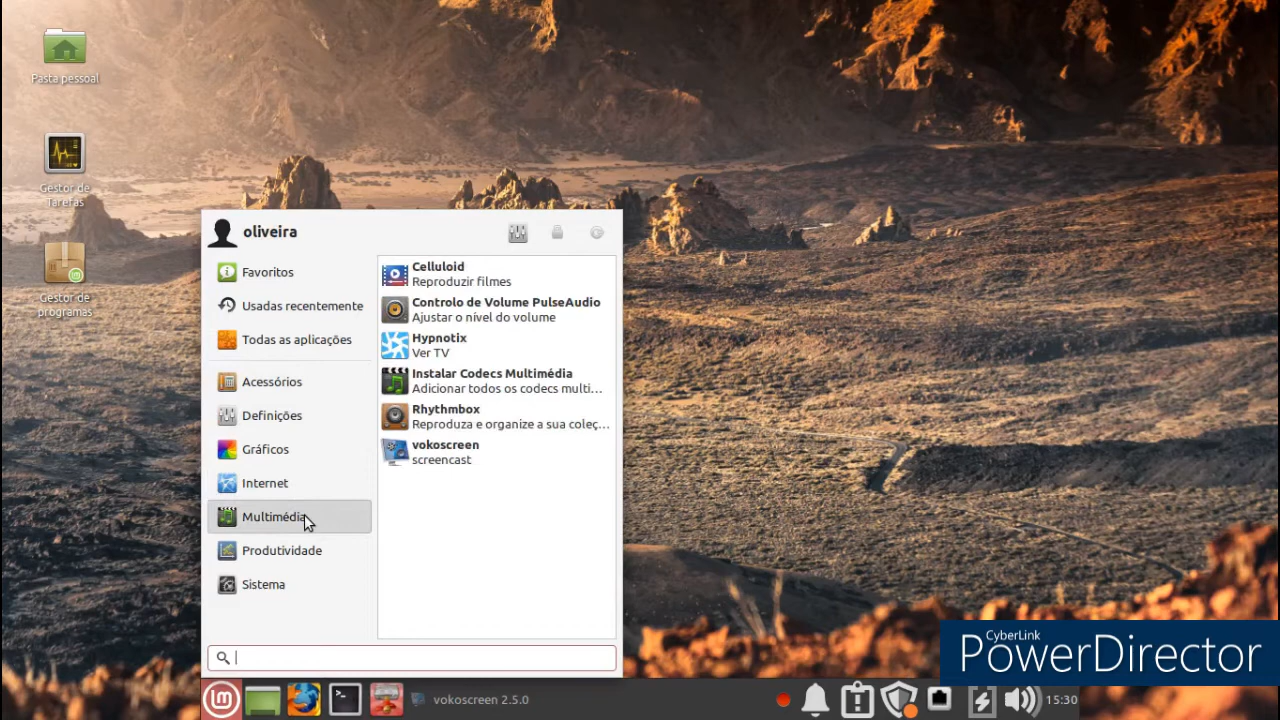 Pasta pessoal
Gestor de
Tarefas
Gestor de
programas
oliveira
Favoritos
Usadas recentemente
Todas as aplicações
Acessórios
Definições
Gráficos
Internet
Multimédia
Produtividade
Sistema
Celluloid
Reproduzir filmes
Controlo de Volume PulseAudio
Ajustar o nível do volume
Hypnotix
Ver TV
Instalar Codecs Multimédia
Adicionar todos os codecs multi...
Rhythmbox
Reproduza e organize a sua coleç...
vokoscreen
screencast
CyberLink
PowerDirector
vokoscreen 2.5.0
15:30